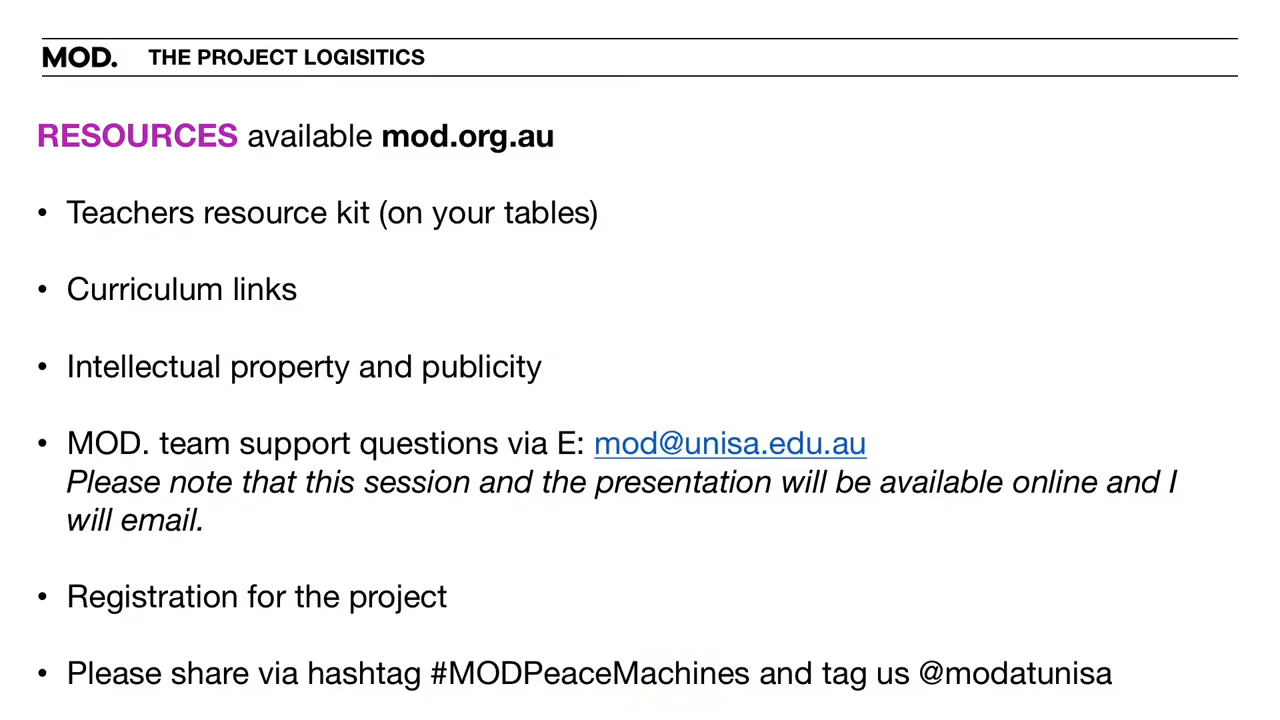 MOD. THE PROJECT LOGISITICS
RESOURCES available mod.org.au
• Teachers resource kit (on your tables)
• Curriculum links
• Intellectual property and publicity
• MOD. team support questions via E: mod@unisa.edu.au
Please note that this session and the presentation will be available online and I
will email.
• Registration for the project
• Please share via hashtag #MODPeaceMachines and tag us @modatunisa